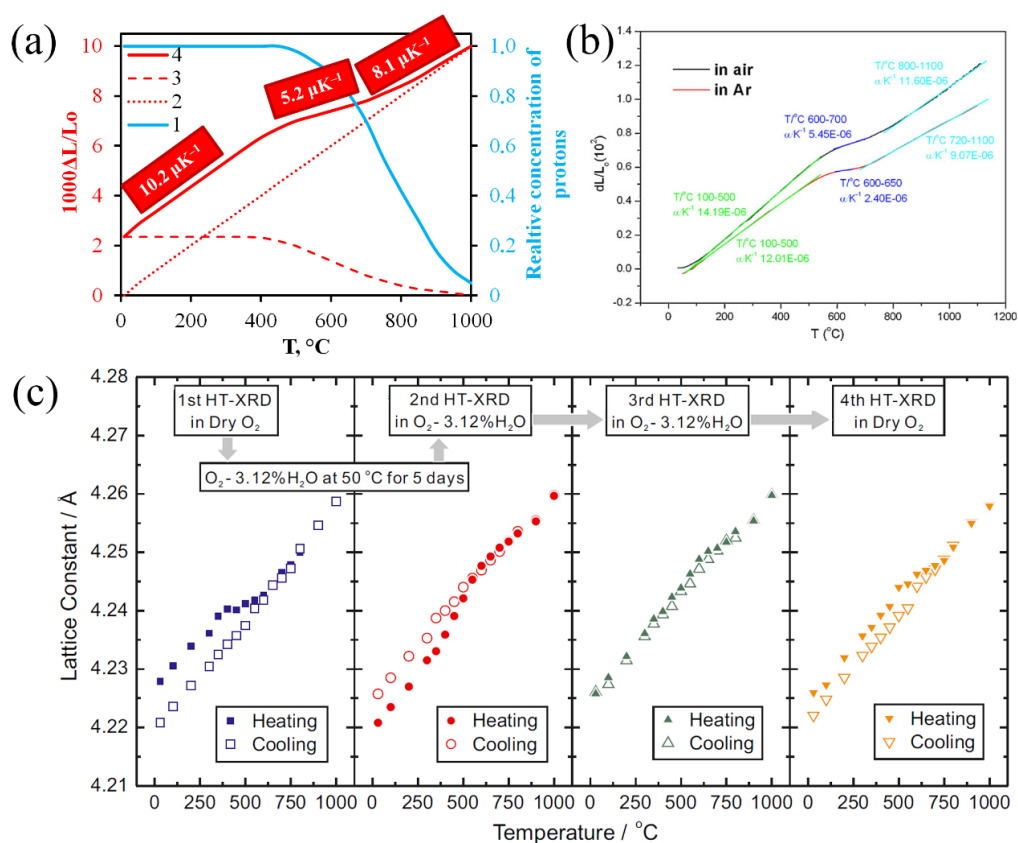 (a)
10
8
6
4
2
0
1000ΔL/Lo
4
3
2
1
10.2 μK⁻¹
5.2 μK⁻¹
8.1 μK⁻¹
1.0
0.8
0.6
0.4
0.2
0
Realtive concentration of
protons
0 200 400 600 800 1000
T, °C
(b)
1.4
1.2
1.0
0.8
0.6
0.4
0.2
0.0
-0.2
dL/L₀(10⁻²)
in air
in Ar
T/°C 800-1100
α·K⁻¹ 11.60E-06
T/°C 600-700
α·K⁻¹ 5.45E-06
T/°C 720-1100
α·K⁻¹ 9.07E-06
T/°C 100-500
α·K⁻¹ 14.19E-06
T/°C 600-650
α·K⁻¹ 2.40E-06
T/°C 100-500
α·K⁻¹ 12.01E-06
0 200 400 600 800 1000 1200
T (°C)
(c)
4.28
4.27
4.26
4.25
4.24
4.23
4.22
4.21
Lattice Constant / Å
1st HT-XRD
in Dry O₂
2nd HT-XRD
in O₂- 3.12%H₂O
3rd HT-XRD
in O₂- 3.12%H₂O
4th HT-XRD
in Dry O₂
O₂- 3.12%H₂O at 50 °C for 5 days
Heating
Cooling
Heating
Cooling
Heating
Cooling
Heating
Cooling
0 250 500 750 1000 0 250 500 750 1000 0 250 500 750 1000 0 250 500 750 1000
Temperature / °C